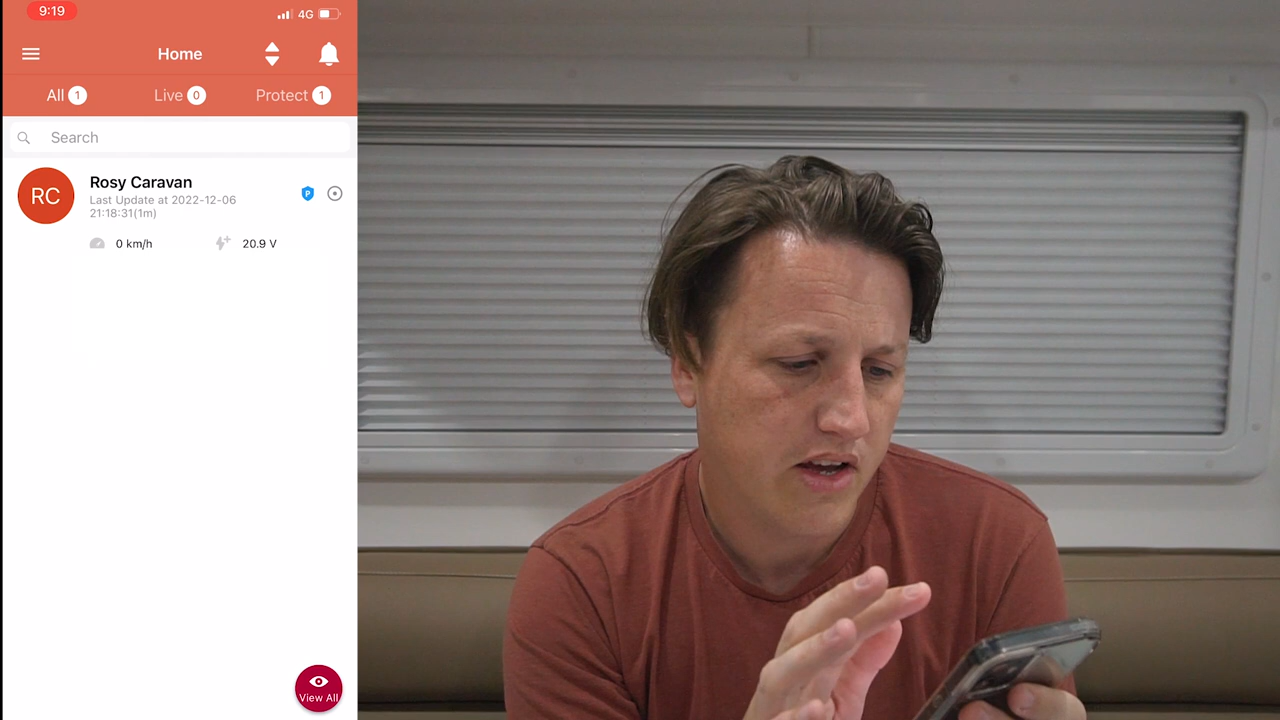 9:19
4G
Home
All 1
Live 0
Protect 1
Search
RC
Rosy Caravan
Last Update at 2022-12-06
21:18:31(1m)
P
0 km/h
20.9 V
View All